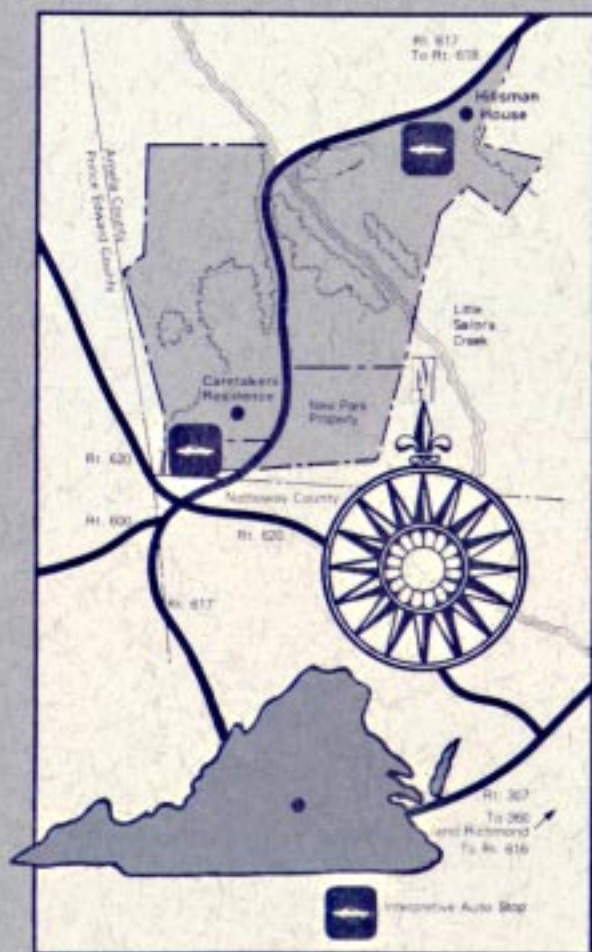 Rt. 617
To Rt. 618
Hillsman
House
Amelia County
Prince Edward County
Little
Sailors
Creek
Caretakers
Residence
New Park
Property
N
Rt. 620
Nottoway County
Rt. 600
Rt. 620
Rt. 617
Rt. 307
To 360
and Richmond
To Rt. 616
Interpretive Auto Stop